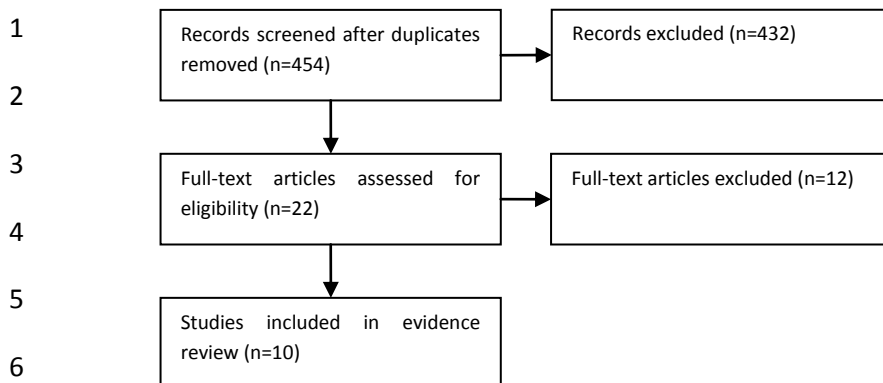 1
Records screened after duplicates
removed (n=454)
Records excluded (n=432)
2
3
Full-text articles assessed for
eligibility (n=22)
Full-text articles excluded (n=12)
4
5
Studies included in evidence
review (n=10)
6